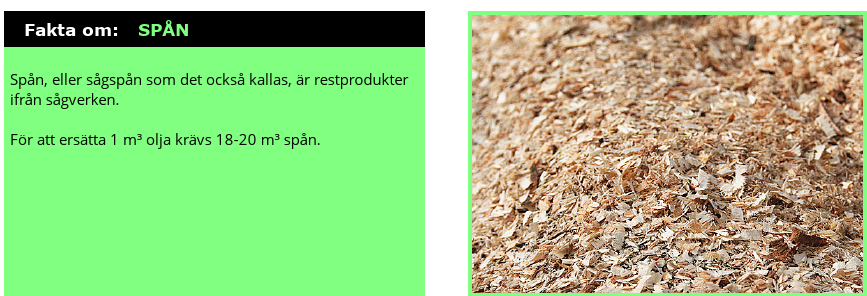 Fakta om: SPÅN
Spån, eller sågspån som det också kallas, är restprodukter
ifrån sågverken.
För att ersätta 1 m³ olja krävs 18-20 m³ spån.